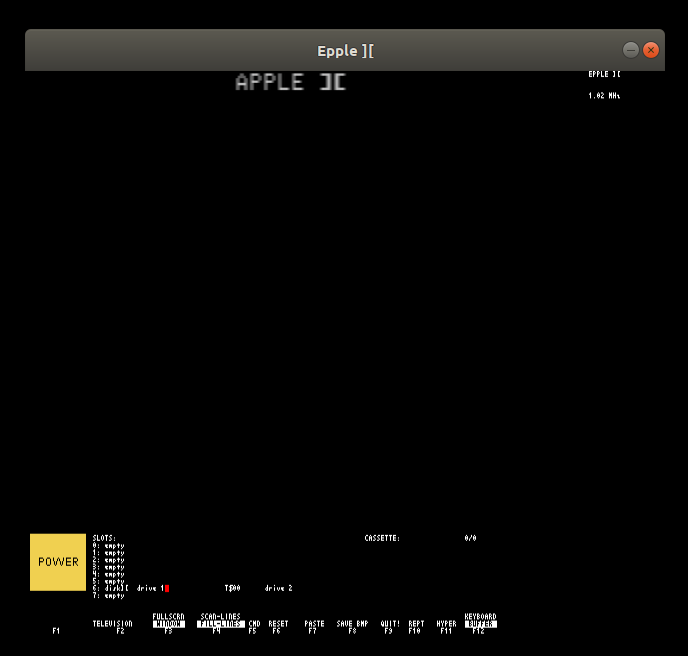 Epple ][
APPLE ][
EPPLE ][
1.02 MHz
SLOTS:
CASSETTE: 0/0
0: empty
1: empty
2: empty
3: empty
4: empty
5: empty
6: disk][ drive 1 T$00 drive 2
7: empty
POWER
FULLSCRN SCAN-LINES KEYBOARD
TELEVISION WINDOW FILL-LINES CMD RESET PASTE SAVE BMP QUIT! REPT HYPER BUFFER
F1 F2 F3 F4 F5 F6 F7 F8 F9 F10 F11 F12